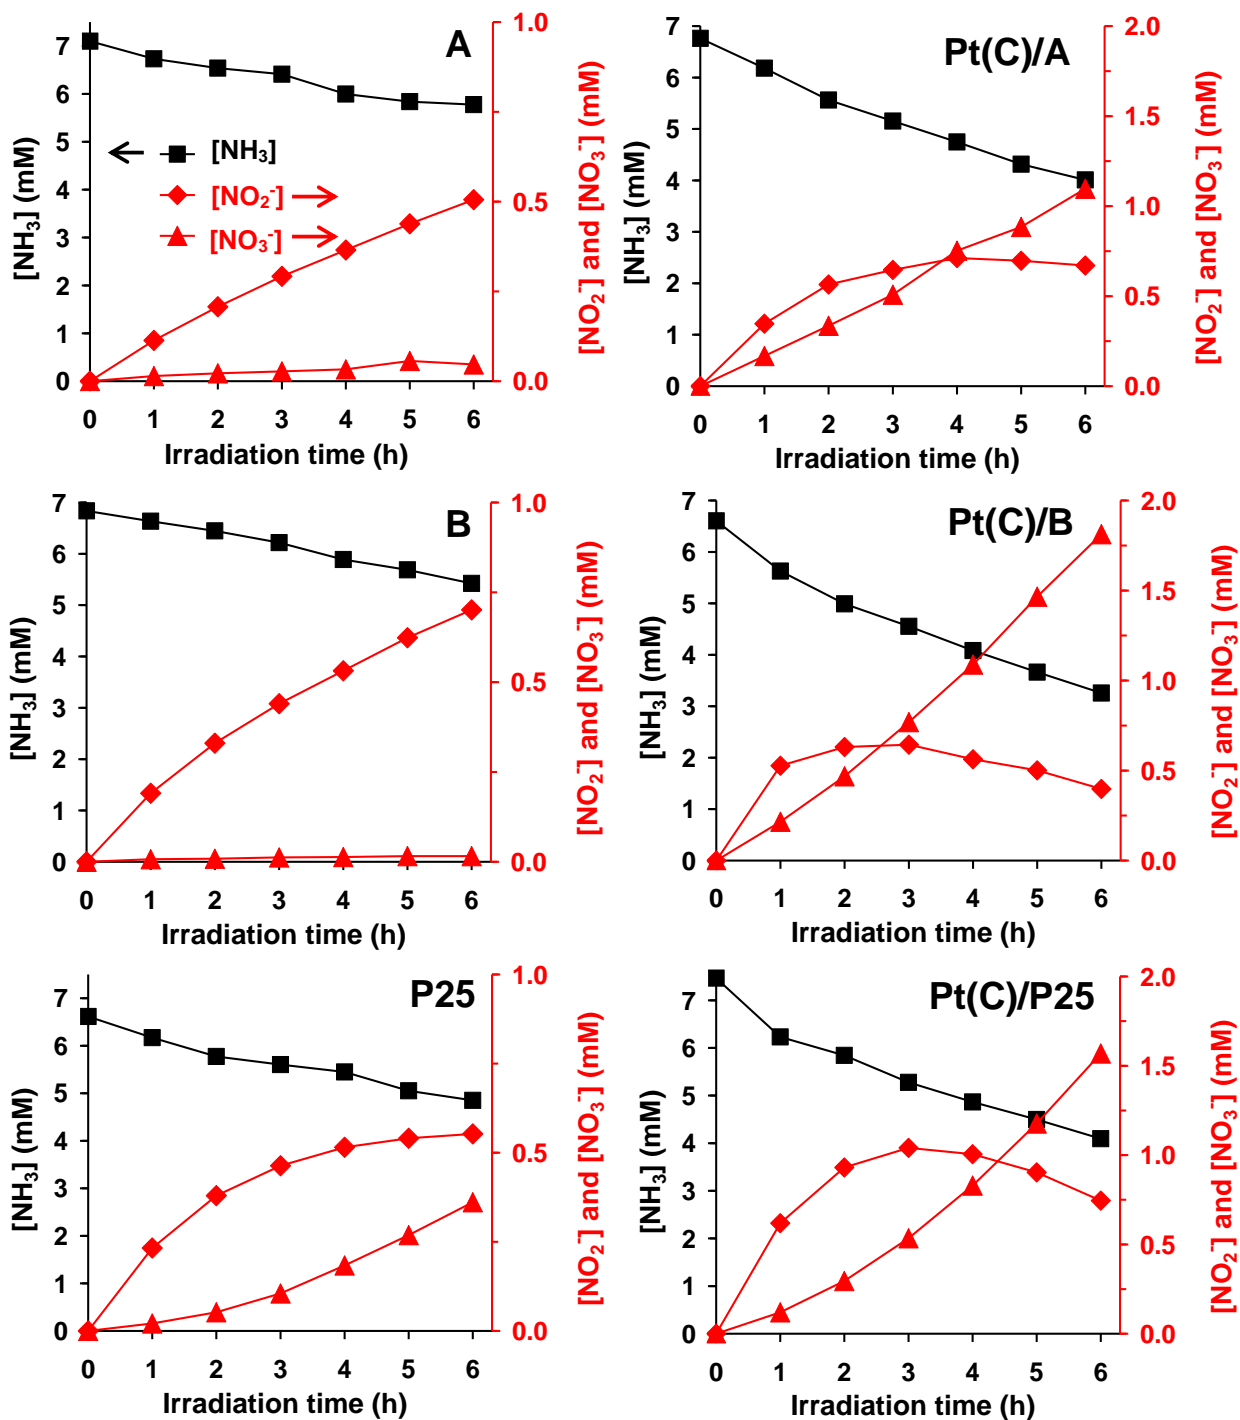 A
[NH₃] (mM)
7
6
5
4
3
2
1
0
[NH₃]
[NO₂⁻]
[NO₃⁻]
1.0
0.5
0.0
[NO₂⁻] and [NO₃⁻] (mM)
0 1 2 3 4 5 6
Irradiation time (h)
Pt(C)/A
[NH₃] (mM)
7
6
5
4
3
2
1
0
2.0
1.5
1.0
0.5
0.0
[NO₂⁻] and [NO₃⁻] (mM)
0 1 2 3 4 5 6
Irradiation time (h)
B
[NH₃] (mM)
7
6
5
4
3
2
1
0
1.0
0.5
0.0
[NO₂⁻] and [NO₃⁻] (mM)
0 1 2 3 4 5 6
Irradiation time (h)
Pt(C)/B
[NH₃] (mM)
7
6
5
4
3
2
1
0
2.0
1.5
1.0
0.5
0.0
[NO₂⁻] and [NO₃⁻] (mM)
0 1 2 3 4 5 6
Irradiation time (h)
P25
[NH₃] (mM)
7
6
5
4
3
2
1
0
1.0
0.5
0.0
[NO₂⁻] and [NO₃⁻] (mM)
0 1 2 3 4 5 6
Irradiation time (h)
Pt(C)/P25
[NH₃] (mM)
7
6
5
4
3
2
1
0
2.0
1.5
1.0
0.5
0.0
[NO₂⁻] and [NO₃⁻] (mM)
0 1 2 3 4 5 6
Irradiation time (h)